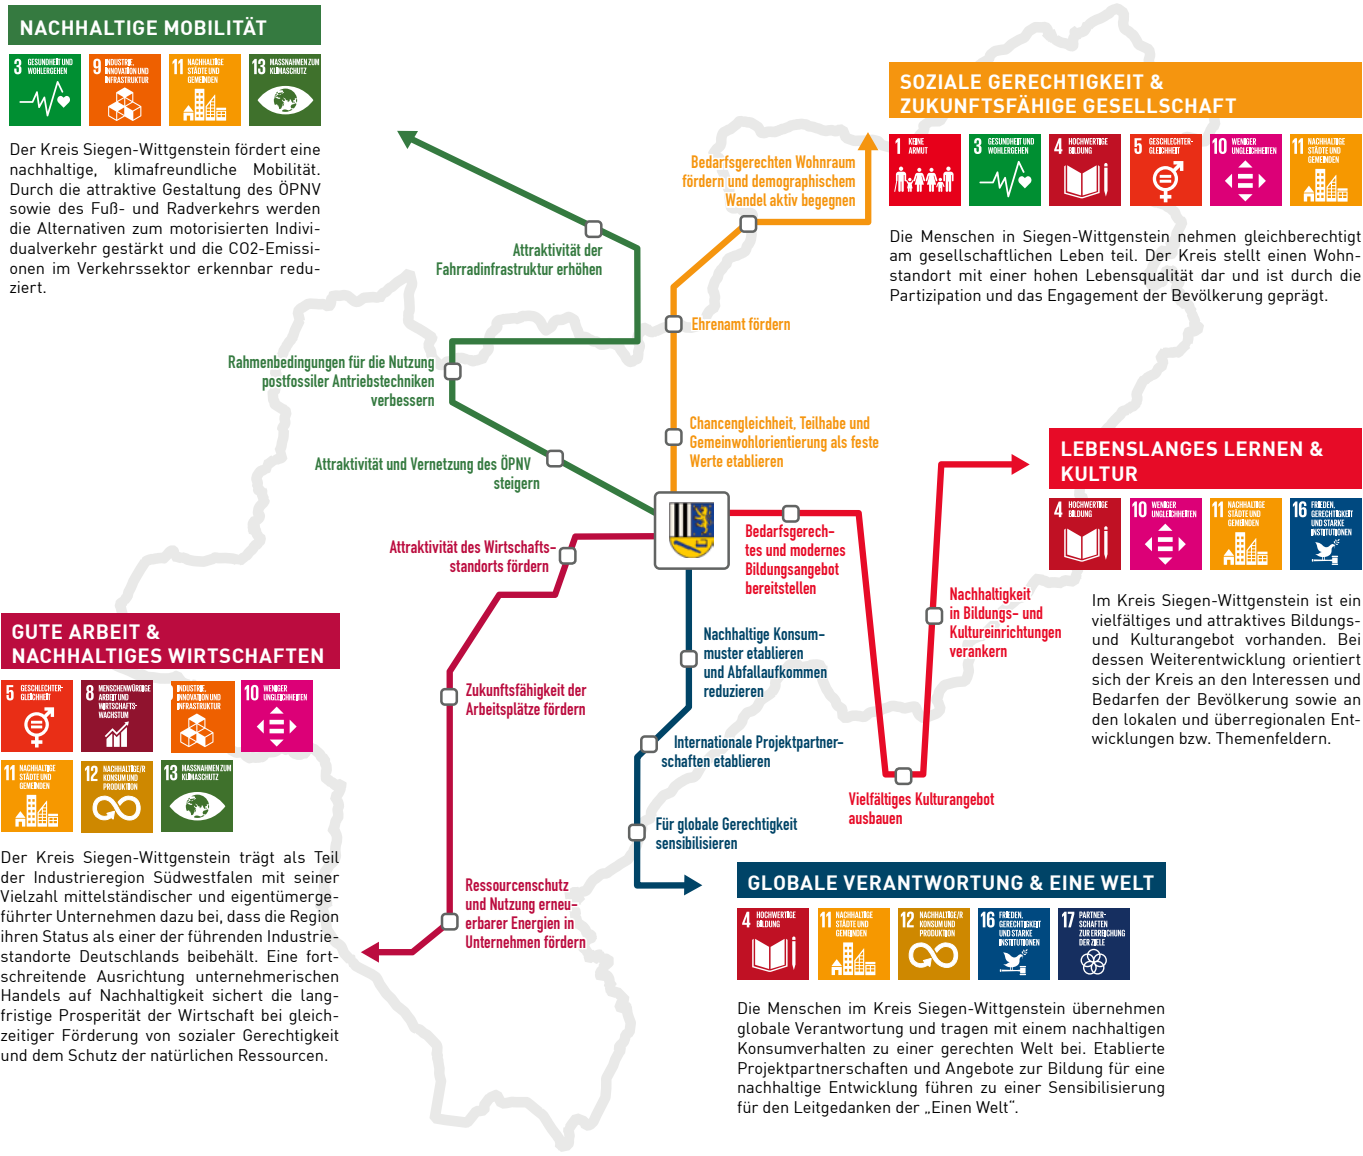 NACHHALTIGE MOBILITÄT
3 GESUNDHEIT UND
WOHLERGEHEN
9 INDUSTRIE,
INNOVATION UND
INFRASTRUKTUR
11 NACHHALTIGE
STÄDTE UND
GEMEINDEN
13 MASSNAHMEN ZUM
KLIMASCHUTZ
Der Kreis Siegen-Wittgenstein fördert eine
nachhaltige, klimafreundliche Mobilität.
Durch die attraktive Gestaltung des ÖPNV
sowie des Fuß- und Radverkehrs werden
die Alternativen zum motorisierten Indivi-
dualverkehr gestärkt und die CO2-Emissi-
onen im Verkehrssektor erkennbar redu-
ziert.
Attraktivität der
Fahrradinfrastruktur erhöhen
Rahmenbedingungen für die Nutzung
postfossiler Antriebstechniken
verbessern
Attraktivität und Vernetzung des ÖPNV
steigern
SOZIALE GERECHTIGKEIT &
ZUKUNFTSFÄHIGE GESELLSCHAFT
1 KEINE
ARMUT
3 GESUNDHEIT UND
WOHLERGEHEN
4 HOCHWERTIGE
BILDUNG
5 GESCHLECHTER-
GLEICHHEIT
10 WENIGER
UNGLEICHHEITEN
11 NACHHALTIGE
STÄDTE UND
GEMEINDEN
Die Menschen in Siegen-Wittgenstein nehmen gleichberechtigt
am gesellschaftlichen Leben teil. Der Kreis stellt einen Wohn-
standort mit einer hohen Lebensqualität dar und ist durch die
Partizipation und das Engagement der Bevölkerung geprägt.
Bedarfsgerechten Wohnraum
fördern und demographischem
Wandel aktiv begegnen
Ehrenamt fördern
Chancengleichheit, Teilhabe und
Gemeinwohlorientierung als feste
Werte etablieren
LEBENSLANGES LERNEN &
KULTUR
4 HOCHWERTIGE
BILDUNG
10 WENIGER
UNGLEICHHEITEN
11 NACHHALTIGE
STÄDTE UND
GEMEINDEN
16 FRIEDEN,
GERECHTIGKEIT
UND STARKE
INSTITUTIONEN
Im Kreis Siegen-Wittgenstein ist ein
vielfältiges und attraktives Bildungs-
und Kulturangebot vorhanden. Bei
dessen Weiterentwicklung orientiert
sich der Kreis an den Interessen und
Bedarfen der Bevölkerung sowie an
den lokalen und überregionalen Ent-
wicklungen bzw. Themenfeldern.
Bedarfsgerech-
tes und modernes
Bildungsangebot
bereitstellen
Nachhaltigkeit
in Bildungs- und
Kultureinrichtungen
verankern
Vielfältiges Kulturangebot
ausbauen
GUTE ARBEIT &
NACHHALTIGES WIRTSCHAFTEN
5 GESCHLECHTER-
GLEICHHEIT
8 MENSCHENWÜRDIGE
ARBEIT UND
WIRTSCHAFTS-
WACHSTUM
INDUSTRIE,
INNOVATION UND
INFRASTRUKTUR
10 WENIGER
UNGLEICHHEITEN
11 NACHHALTIGE
STÄDTE UND
GEMEINDEN
12 NACHHALTIGE/R
KONSUM UND
PRODUKTION
13 MASSNAHMEN ZUM
KLIMASCHUTZ
Der Kreis Siegen-Wittgenstein trägt als Teil
der Industrieregion Südwestfalen mit seiner
Vielzahl mittelständischer und eigentümerge-
führter Unternehmen dazu bei, dass die Region
ihren Status als einer der führenden Industrie-
standorte Deutschlands beibehält. Eine fort-
schreitende Ausrichtung unternehmerischen
Handels auf Nachhaltigkeit sichert die lang-
fristige Prosperität der Wirtschaft bei gleich-
zeitiger Förderung von sozialer Gerechtigkeit
und dem Schutz der natürlichen Ressourcen.
Attraktivität des Wirtschafts-
standorts fördern
Zukunftsfähigkeit der
Arbeitsplätze fördern
Ressourcenschutz
und Nutzung erneu-
erbarer Energien in
Unternehmen fördern
Nachhaltige Konsum-
muster etablieren
und Abfallaufkommen
reduzieren
Internationale Projektpartner-
schaften etablieren
Für globale Gerechtigkeit
sensibilisieren
GLOBALE VERANTWORTUNG & EINE WELT
4 HOCHWERTIGE
BILDUNG
11 NACHHALTIGE
STÄDTE UND
GEMEINDEN
12 NACHHALTIGE/R
KONSUM UND
PRODUKTION
16 FRIEDEN,
GERECHTIGKEIT
UND STARKE
INSTITUTIONEN
17 PARTNER-
SCHAFTEN
ZUR ERREICHUNG
DER ZIELE
Die Menschen im Kreis Siegen-Wittgenstein übernehmen
globale Verantwortung und tragen mit einem nachhaltigen
Konsumverhalten zu einer gerechten Welt bei. Etablierte
Projektpartnerschaften und Angebote zur Bildung für eine
nachhaltige Entwicklung führen zu einer Sensibilisierung
für den Leitgedanken der „Einen Welt“.